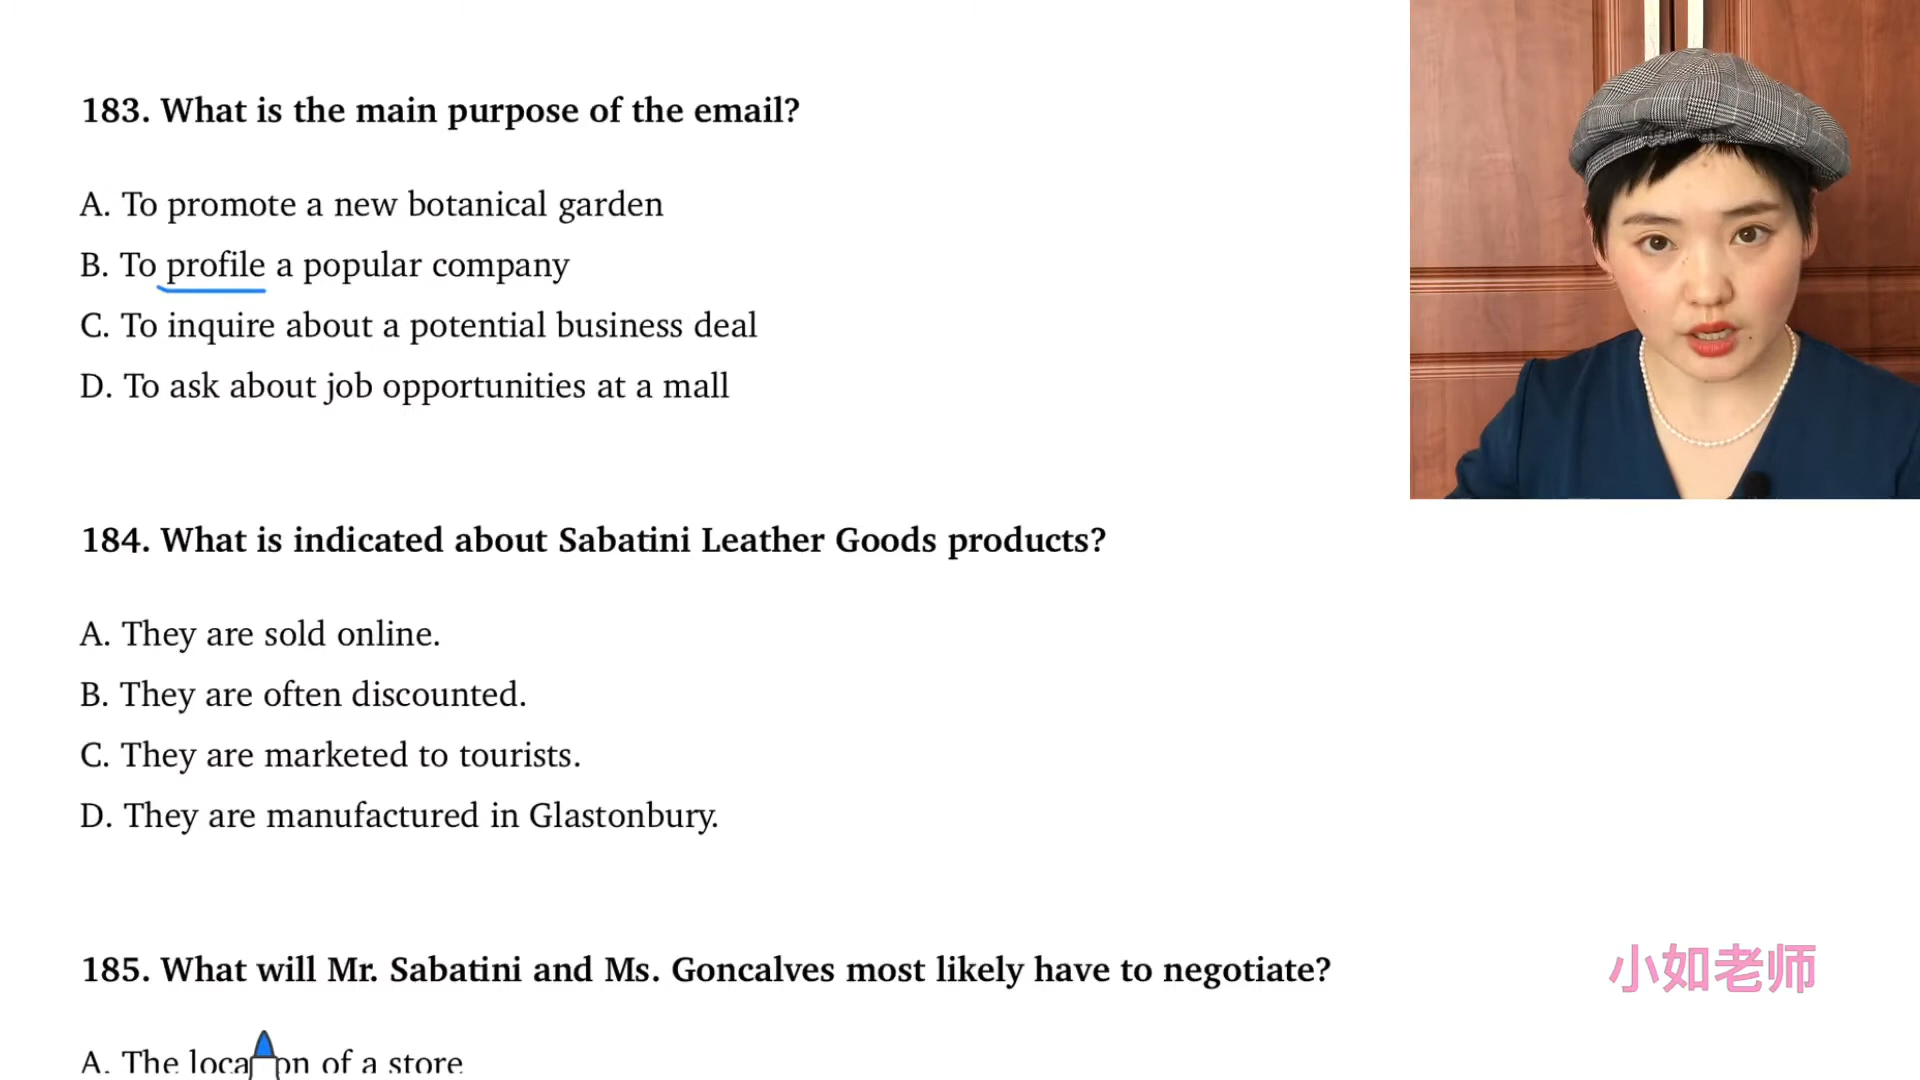 183. What is the main purpose of the email?
A. To promote a new botanical garden
B. To profile a popular company
C. To inquire about a potential business deal
D. To ask about job opportunities at a mall
184. What is indicated about Sabatini Leather Goods products?
A. They are sold online.
B. They are often discounted.
C. They are marketed to tourists.
D. They are manufactured in Glastonbury.
185. What will Mr. Sabatini and Ms. Goncalves most likely have to negotiate?
A. The location of a store
小如老师